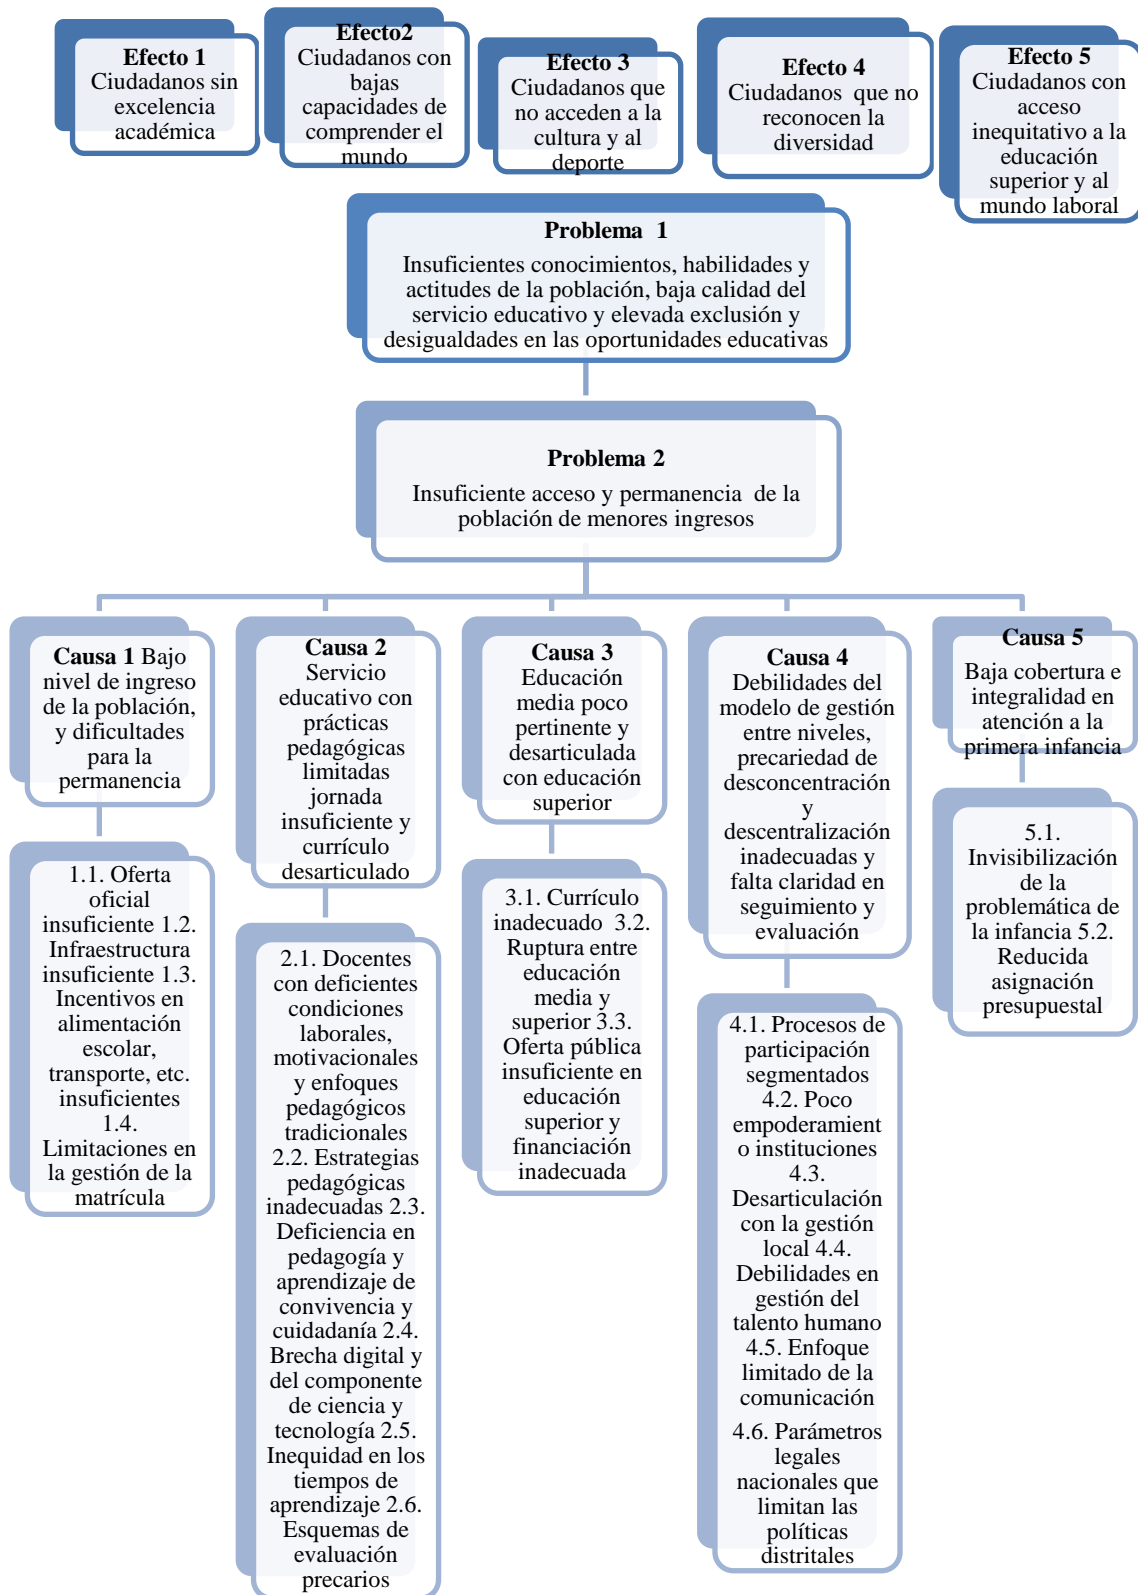 Efecto 1
Ciudadanos sin
excelencia
académica
Efecto2
Ciudadanos con
bajas
capacidades de
comprender el
mundo
Efecto 3
Ciudadanos que
no acceden a la
cultura y al
deporte
Efecto 4
Ciudadanos que no
reconocen la
diversidad
Efecto 5
Ciudadanos con
acceso
inequitativo a la
educación
superior y al
mundo laboral
Problema 1
Insuficientes conocimientos, habilidades y
actitudes de la población, baja calidad del
servicio educativo y elevada exclusión y
desigualdades en las oportunidades educativas
Problema 2
Insuficiente acceso y permanencia de la
población de menores ingresos
Causa 1 Bajo
nivel de ingreso
de la población,
y dificultades
para la
permanencia
1.1. Oferta
oficial
insuficiente 1.2.
Infraestructura
insuficiente 1.3.
Incentivos en
alimentación
escolar,
transporte, etc.
insuficientes
1.4.
Limitaciones en
la gestión de la
matrícula
Causa 2
Servicio
educativo con
prácticas
pedagógicas
limitadas
jornada
insuficiente y
currículo
desarticulado
2.1. Docentes
con deficientes
condiciones
laborales,
motivacionales
y enfoques
pedagógicos
tradicionales
2.2. Estrategias
pedagógicas
inadecuadas 2.3.
Deficiencia en
pedagogía y
aprendizaje de
convivencia y
cuidadanía 2.4.
Brecha digital y
del componente
de ciencia y
tecnología 2.5.
Inequidad en los
tiempos de
aprendizaje 2.6.
Esquemas de
evaluación
precarios
Causa 3
Educación
media poco
pertinente y
desarticulada
con educación
superior
3.1. Currículo
inadecuado 3.2.
Ruptura entre
educación
media y
superior 3.3.
Oferta pública
insuficiente en
educación
superior y
financiación
inadecuada
Causa 4
Debilidades del
modelo de gestión
entre niveles,
precariedad de
desconcentración
y
descentralización
inadecuadas y
falta claridad en
seguimiento y
evaluación
4.1. Procesos de
participación
segmentados
4.2. Poco
empoderamient
o instituciones
4.3.
Desarticulación
con la gestión
local 4.4.
Debilidades en
gestión del
talento humano
4.5. Enfoque
limitado de la
comunicación
4.6. Parámetros
legales
nacionales que
limitan las
políticas
distritales
Causa 5
Baja cobertura e
integralidad en
atención a la
primera infancia
5.1.
Invisibilización
de la
problemática de
la infancia 5.2.
Reducida
asignación
presupuestal